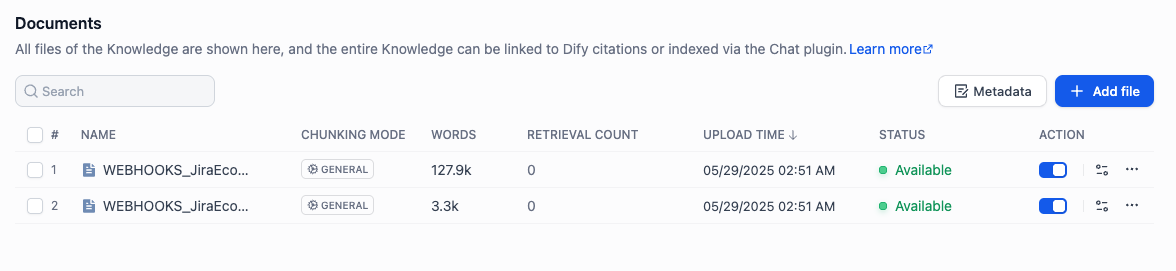 Documents
All files of the Knowledge are shown here, and the entire Knowledge can be linked to Dify citations or indexed via the Chat plugin. Learn more
Search
Metadata
+ Add file
# NAME CHUNKING MODE WORDS RETRIEVAL COUNT UPLOAD TIME ↓ STATUS ACTION
1 WEBHOOKS_JiraEco... GENERAL 127.9k 0 05/29/2025 02:51 AM Available ...
2 WEBHOOKS_JiraEco... GENERAL 3.3k 0 05/29/2025 02:51 AM Available ...